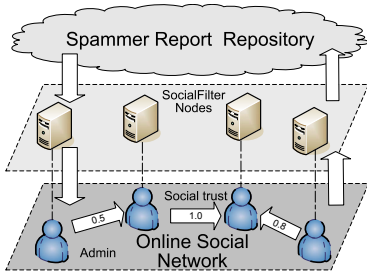 Spammer Report Repository
SocialFilter
Nodes
Social trust
0.5
1.0
0.8
Admin
Online Social
Network